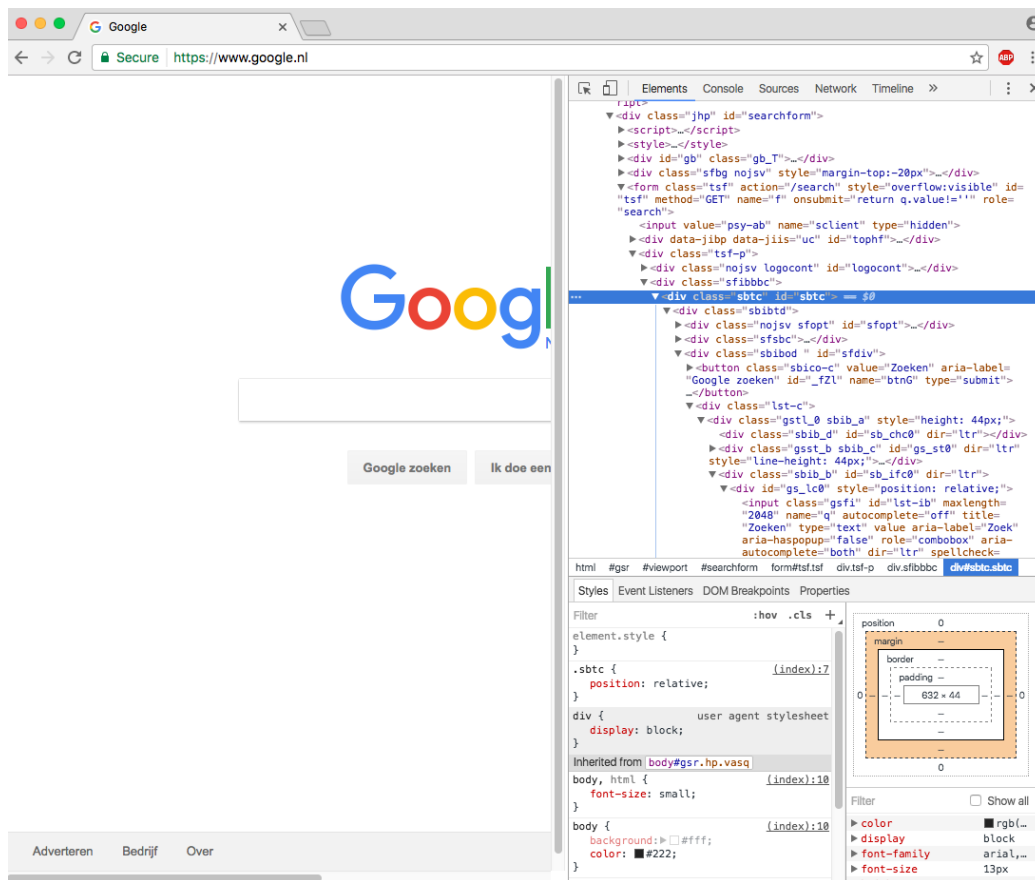 Google
Secure https://www.google.nl
ABP
Google
Google zoeken
Ik doe een
Adverteren Bedrijf Over
Elements Console Sources Network Timeline »
ript>
▼<div class="jhp" id="searchform">
▶<script>…</script>
▶<style>…</style>
▶<div id="gb" class="gb_T">…</div>
▶<div class="sfbg nojsv" style="margin-top:-20px">…</div>
▼<form class="tsf" action="/search" style="overflow:visible" id=
"tsf" method="GET" name="f" onsubmit="return q.value!=''" role=
"search">
<input value="psy-ab" name="sclient" type="hidden">
▶<div data-jibp data-jiis="uc" id="tophf">…</div>
▼<div class="tsf-p">
▶<div class="nojsv logocont" id="logocont">…</div>
▼<div class="sfibbbc">
… ▼<div class="sbtc" id="sbtc"> == $0
▼<div class="sbibtd">
▶<div class="nojsv sfopt" id="sfopt">…</div>
▶<div class="sfsbc">…</div>
▼<div class="sbibod " id="sfdiv">
▶<button class="sbico-c" value="Zoeken" aria-label=
"Google zoeken" id="_fZl" name="btnG" type="submit">
…</button>
▼<div class="lst-c">
▼<div class="gstl_0 sbib_a" style="height: 44px;">
<div class="sbib_d" id="sb_chc0" dir="ltr"></div>
▶<div class="gsst_b sbib_c" id="gs_st0" dir="ltr"
style="line-height: 44px;">…</div>
▼<div class="sbib_b" id="sb_ifc0" dir="ltr">
▼<div id="gs_lc0" style="position: relative;">
<input class="gsfi" id="lst-ib" maxlength=
"2048" name="q" autocomplete="off" title=
"Zoeken" type="text" value aria-label="Zoek"
aria-haspopup="false" role="combobox" aria-
autocomplete="both" dir="ltr" spellcheck=
html #gsr #viewport #searchform form#tsf.tsf div.tsf-p div.sfibbbc div#sbtc.sbtc
Styles Event Listeners DOM Breakpoints Properties
Filter :hov .cls +
element.style {
}
.sbtc { (index):7
position: relative;
}
div { user agent stylesheet
display: block;
}
Inherited from body#gsr.hp.vasq
body, html { (index):10
font-size: small;
}
body { (index):10
background:▶ #fff;
color: #222;
}
position 0
margin –
border –
padding –
0 – – – 632 × 44 – – – 0
–
–
–
0
Filter Show all
▶ color rgb(…
▶ display block
▶ font-family arial,…
▶ font-size 13px